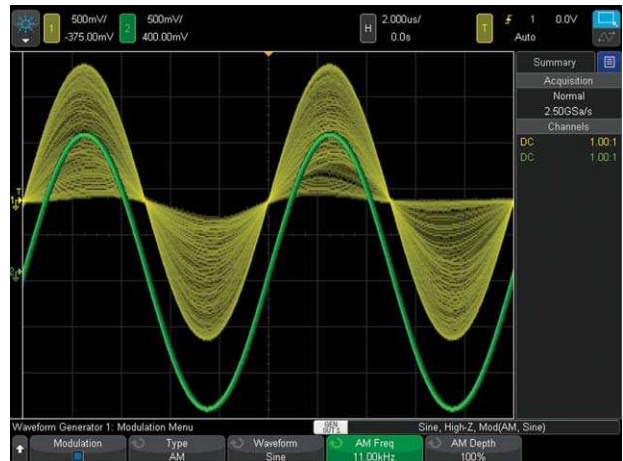 1 500mV/ -375.00mV 2 500mV/ 400.00mV H 2.000us/ 0.0s T 1 0.0V Auto
Summary
Acquisition
Normal
2.50GSa/s
Channels
DC 1.00:1
DC 1.00:1
T
1
2
Waveform Generator 1: Modulation Menu GEN OUT1 Sine, High-Z, Mod(AM, Sine)
Modulation Type AM Waveform Sine AM Freq 11.00kHz AM Depth 100%